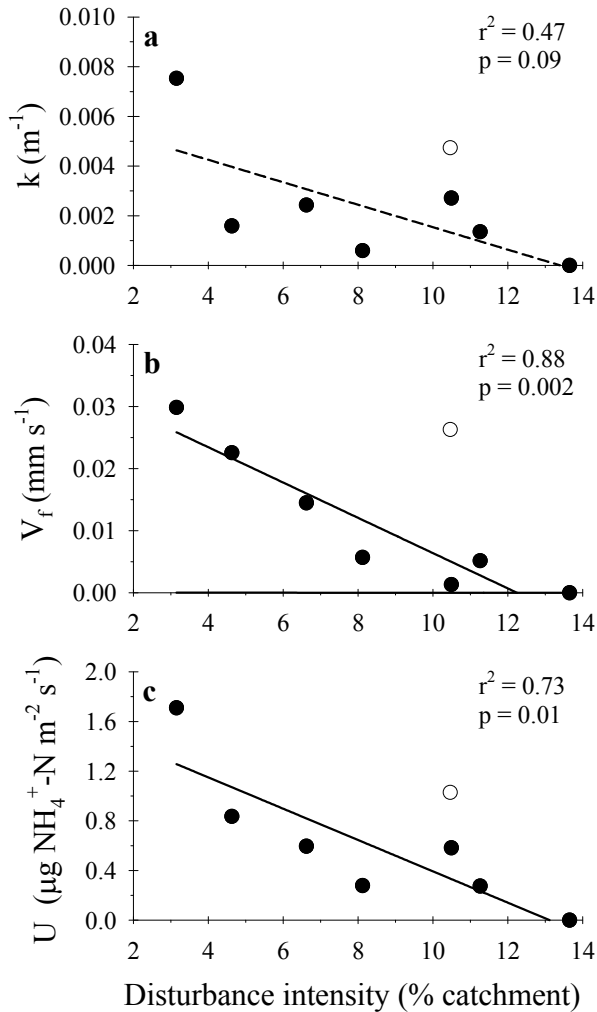 a
r² = 0.47
p = 0.09
k (m⁻¹)
0.010
0.008
0.006
0.004
0.002
0.000
2 4 6 8 10 12 14
b
r² = 0.88
p = 0.002
V_f (mm s⁻¹)
0.04
0.03
0.02
0.01
0.00
2 4 6 8 10 12 14
c
r² = 0.73
p = 0.01
U (µg NH₄⁺-N m⁻² s⁻¹)
2.0
1.6
1.2
0.8
0.4
0.0
2 4 6 8 10 12 14
Disturbance intensity (% catchment)